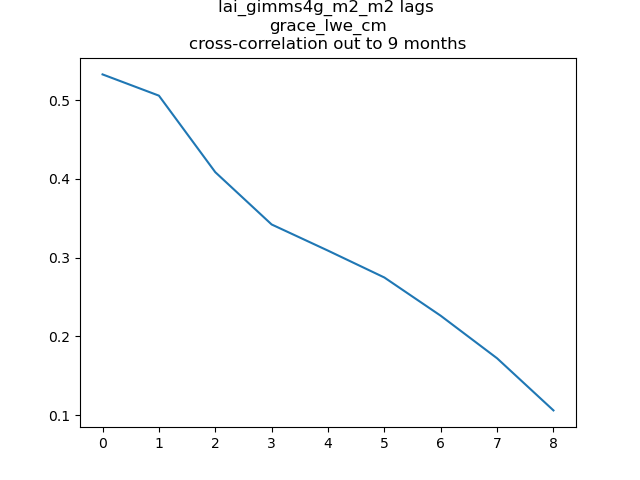 lai_gimms4g_m2_m2 lags
grace_lwe_cm
cross-correlation out to 9 months
0.5
0.4
0.3
0.2
0.1
0 1 2 3 4 5 6 7 8